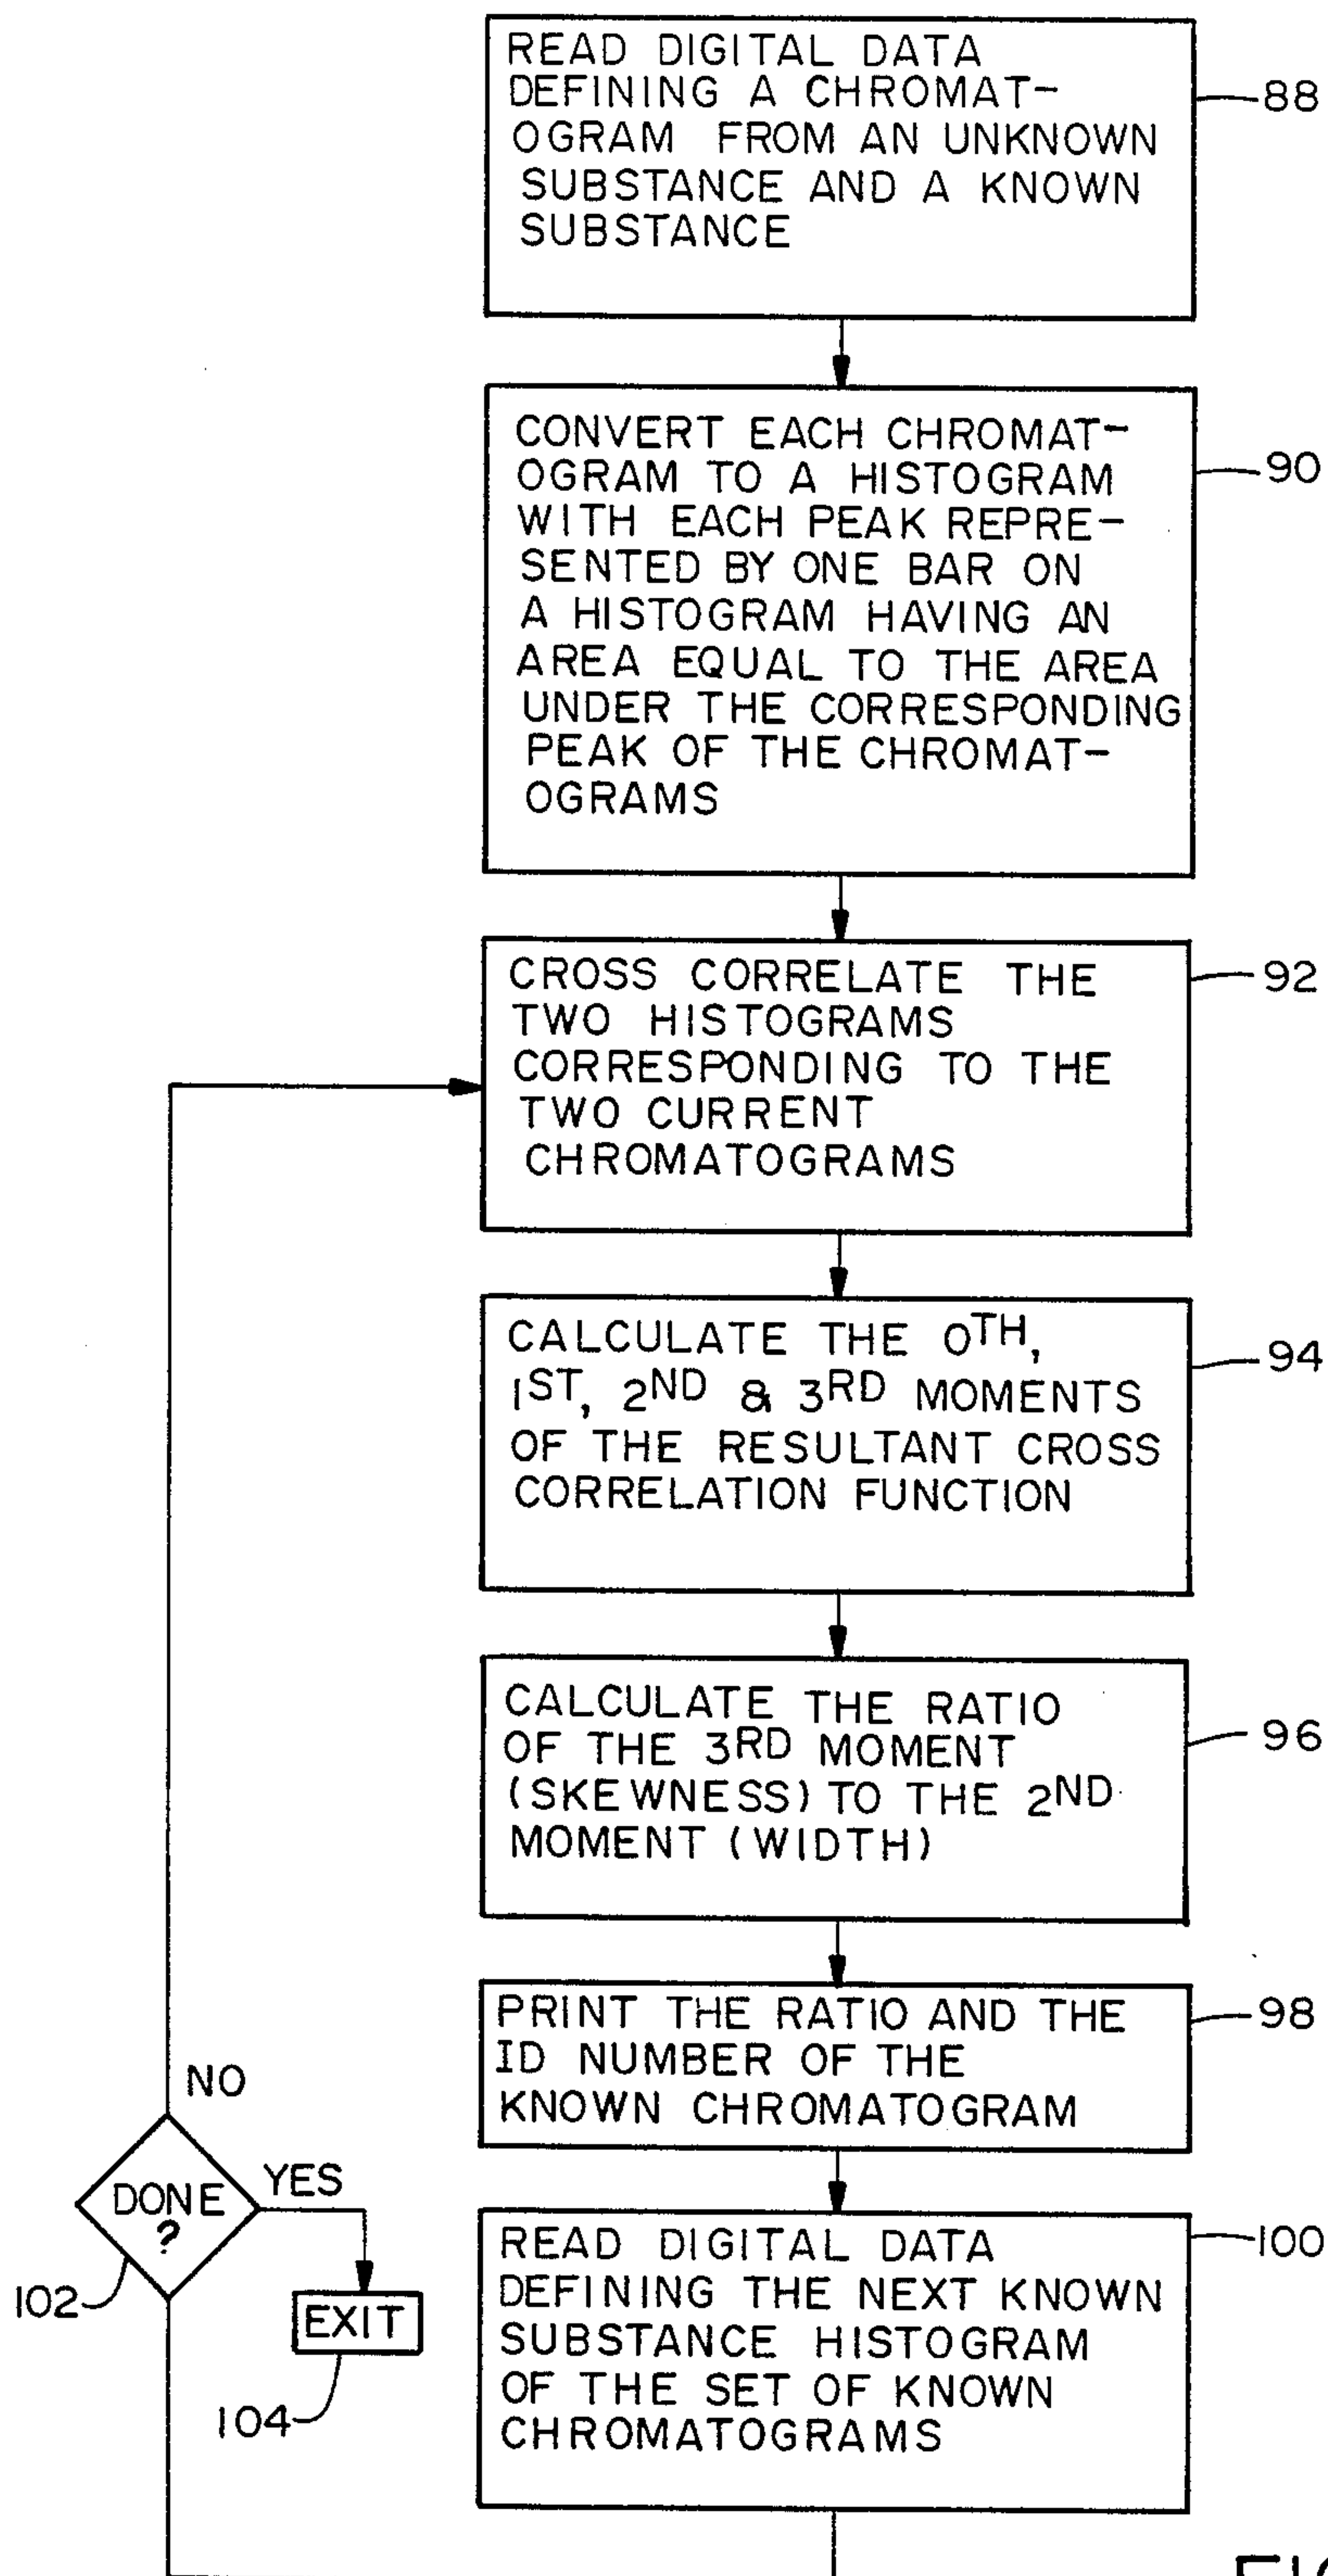 READ DIGITAL DATA
DEFINING A CHROMAT-
OGRAM FROM AN UNKNOWN
SUBSTANCE AND A KNOWN
SUBSTANCE
88
CONVERT EACH CHROMAT-
OGRAM TO A HISTOGRAM
WITH EACH PEAK REPRE-
SENTED BY ONE BAR ON
A HISTOGRAM HAVING AN
AREA EQUAL TO THE AREA
UNDER THE CORRESPONDING
PEAK OF THE CHROMAT-
OGRAMS
90
CROSS CORRELATE THE
TWO HISTOGRAMS
CORRESPONDING TO THE
TWO CURRENT
CHROMATOGRAMS
92
CALCULATE THE 0TH,
1ST, 2ND & 3RD MOMENTS
OF THE RESULTANT CROSS
CORRELATION FUNCTION
94
CALCULATE THE RATIO
OF THE 3RD MOMENT
(SKEWNESS) TO THE 2ND
MOMENT (WIDTH)
96
PRINT THE RATIO AND THE
ID NUMBER OF THE
KNOWN CHROMATOGRAM
98
READ DIGITAL DATA
DEFINING THE NEXT KNOWN
SUBSTANCE HISTOGRAM
OF THE SET OF KNOWN
CHROMATOGRAMS
100
NO
DONE
?
YES
102
EXIT
104